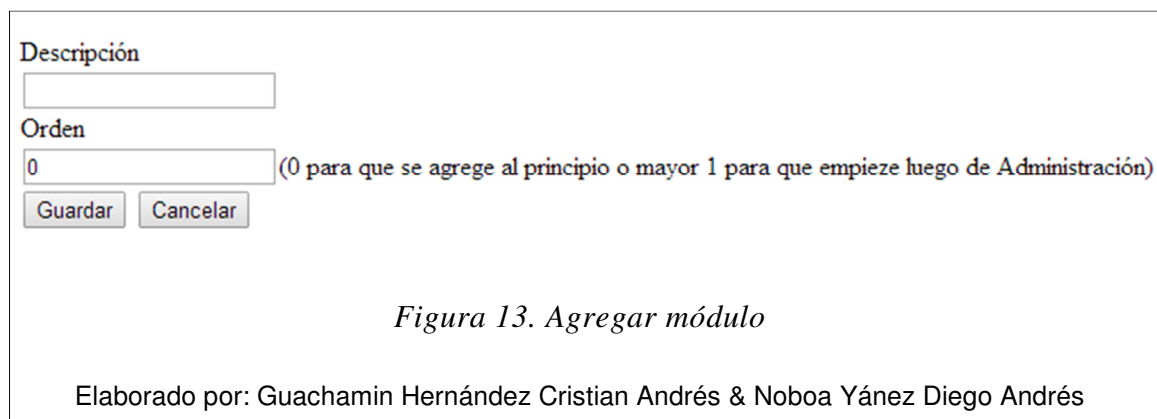 Descripción
Orden
0 (0 para que se agrege al principio o mayor 1 para que empieze luego de Administración)
Guardar Cancelar
Figura 13. Agregar módulo
Elaborado por: Guachamin Hernández Cristian Andrés & Noboa Yánez Diego Andrés